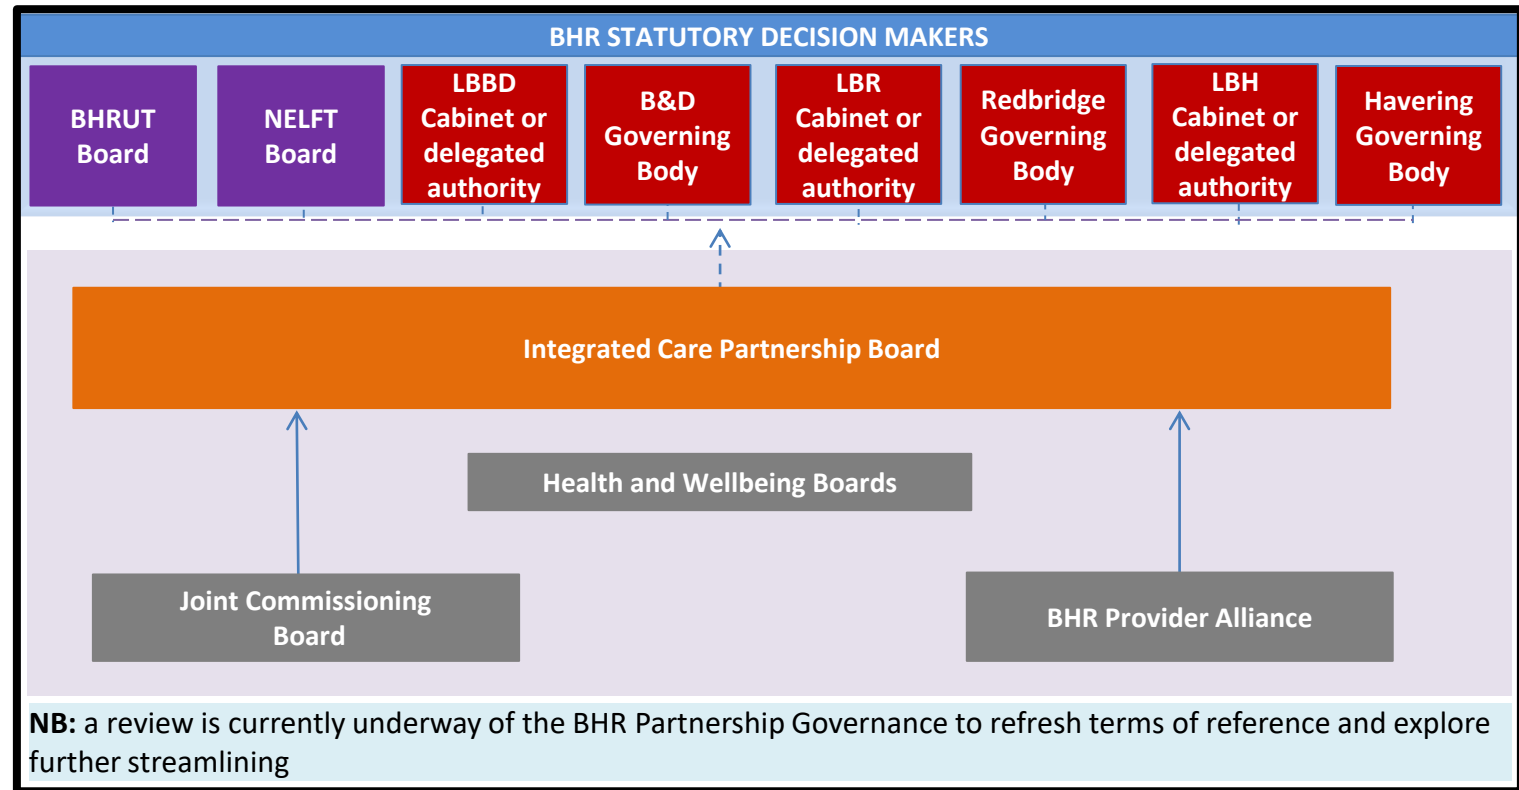 BHR STATUTORY DECISION MAKERS
BHRUT
Board
NELFT
Board
LBBD
Cabinet or
delegated
authority
B&D
Governing
Body
LBR
Cabinet or
delegated
authority
Redbridge
Governing
Body
LBH
Cabinet or
delegated
authority
Havering
Governing
Body
Integrated Care Partnership Board
Health and Wellbeing Boards
Joint Commissioning
Board
BHR Provider Alliance
NB: a review is currently underway of the BHR Partnership Governance to refresh terms of reference and explore
further streamlining